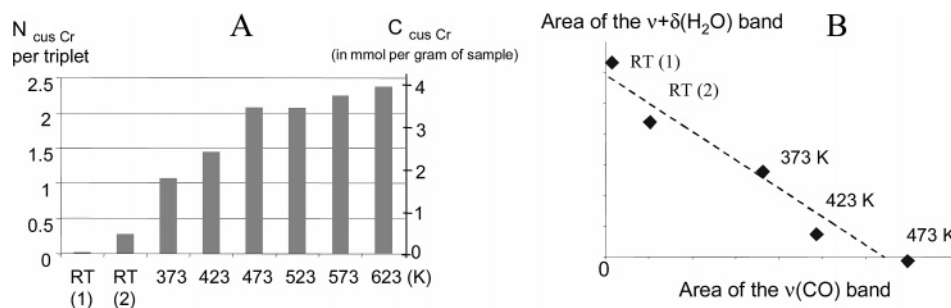 N cus Cr
per triplet
A
C cus Cr
(in mmol per gram of sample)
2.5
2
1.5
1
0.5
0
4
3
2
1
0
RT
(1)
RT
(2)
373 423 473 523 573 623 (K)
Area of the ν+δ(H₂O) band
B
RT (1)
RT (2)
373 K
423 K
473 K
0
Area of the ν(CO) band